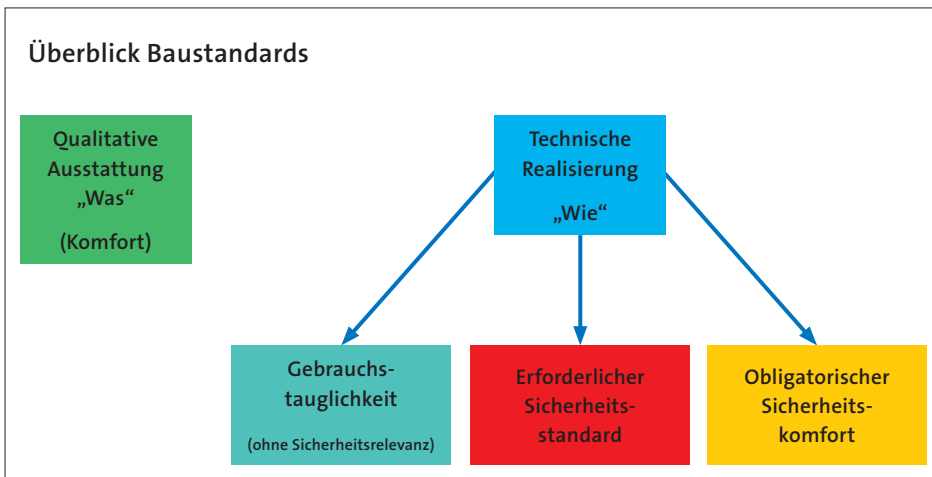 Überblick Baustandards
Qualitative
Ausstattung
„Was“
(Komfort)
Technische
Realisierung
„Wie“
Gebrauchs-
tauglichkeit
(ohne Sicherheitsrelevanz)
Erforderlicher
Sicherheits-
standard
Obligatorischer
Sicherheits-
komfort